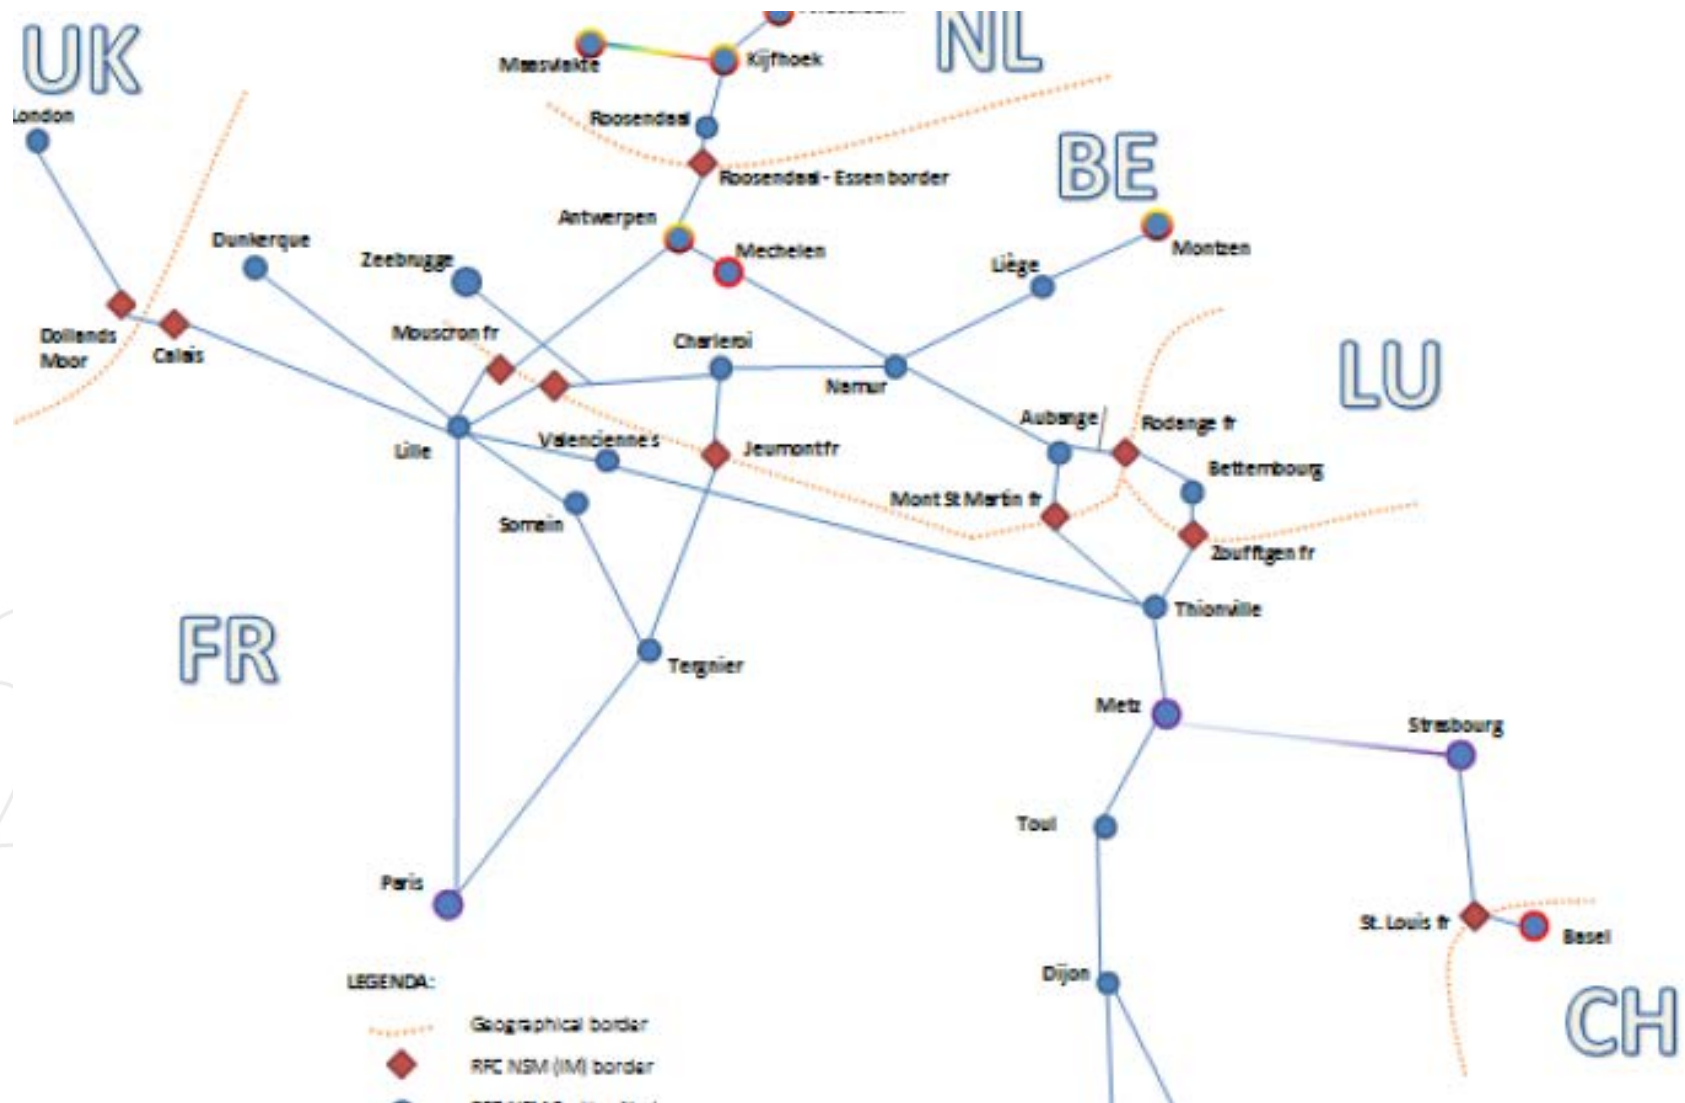 UK
NL
Maasvlakte
Kijfhoek
London
Roosendaal
Roosendaal - Essen border
BE
Antwerpen
Dunkerque
Zeebrugge
Mechelen
Liège
Montzen
Mouscron fr
Dollands
Moor
Calais
Charleroi
Namur
LU
Aubange
Rodange fr
Lille
Valenciennes
Jeumont fr
Bettembourg
Mont St Martin fr
Somain
Zoufftgen fr
Thionville
FR
Tergnier
Metz
Strasbourg
Toul
Paris
St. Louis fr
Basel
Dijon
LEGENDA:
CH
Geographical border
RFC NSM (IM) border